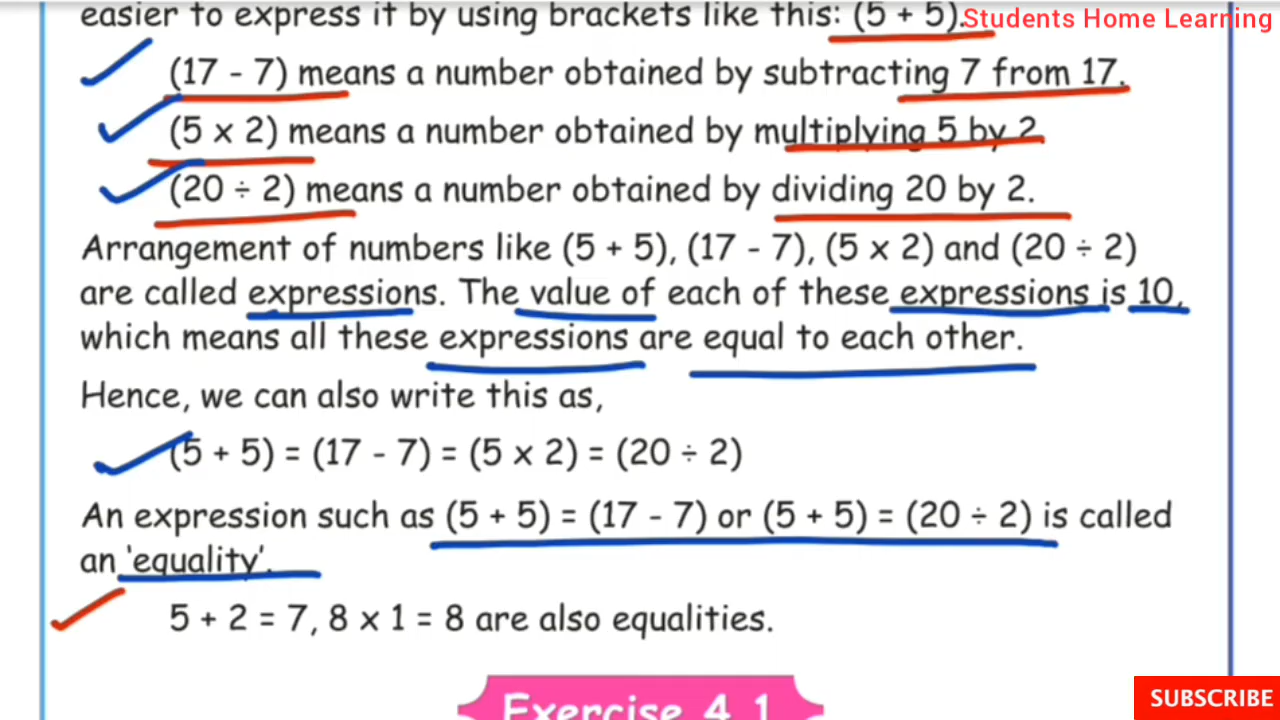 easier to express it by using brackets like this: (5 + 5).
Students Home Learning
(17 - 7) means a number obtained by subtracting 7 from 17.
(5 x 2) means a number obtained by multiplying 5 by 2
(20 ÷ 2) means a number obtained by dividing 20 by 2.
Arrangement of numbers like (5 + 5), (17 - 7), (5 x 2) and (20 ÷ 2)
are called expressions. The value of each of these expressions is 10,
which means all these expressions are equal to each other.
Hence, we can also write this as,
(5 + 5) = (17 - 7) = (5 x 2) = (20 ÷ 2)
An expression such as (5 + 5) = (17 - 7) or (5 + 5) = (20 ÷ 2) is called
an 'equality'.
5 + 2 = 7, 8 x 1 = 8 are also equalities.
Exercise 4.1
SUBSCRIBE